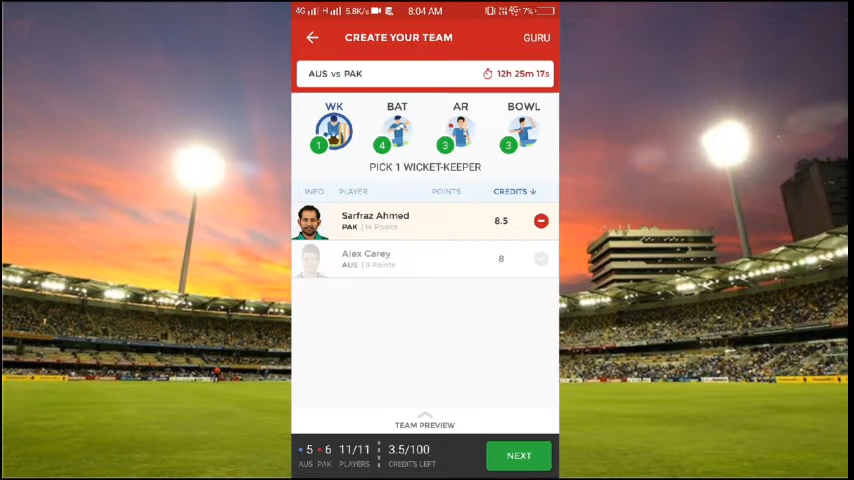 4G H 5.8K/s 8:04 AM 4G 7%
CREATE YOUR TEAM GURU
AUS vs PAK 12h 25m 17s
WK BAT AR BOWL
1 4 3 3
PICK 1 WICKET-KEEPER
INFO PLAYER POINTS CREDITS
Sarfraz Ahmed 8.5
PAK | 14 Points
Alex Carey 8
AUS | 9 Points
TEAM PREVIEW
5 6 11/11 3.5/100 NEXT
AUS PAK PLAYERS CREDITS LEFT